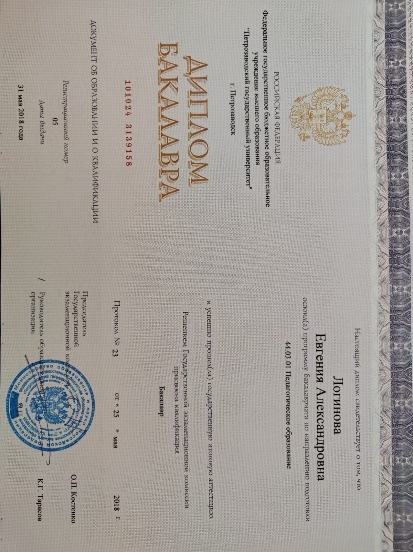 РОССИЙСКАЯ ФЕДЕРАЦИЯ
Федеральное государственное бюджетное образовательное
учреждение высшего образования
"Петрозаводский государственный университет"
г. Петрозаводск
ДИПЛОМ
БАКАЛАВРА
101024 3139158
ДОКУМЕНТ ОБ ОБРАЗОВАНИИ И О КВАЛИФИКАЦИИ
Регистрационный номер
05
Дата выдачи
31 мая 2018 года
Настоящий диплом свидетельствует о том, что
Логинова
Евгения Александровна
освоил(а) программу бакалавриата по направлению подготовки
44.03.01 Педагогическое образование
и успешно прошел(ла) государственную итоговую аттестацию
Решением Государственной экзаменационной комиссии
присвоена квалификация
Бакалавр
Протокол № 23 от « 25 » мая 2018 г.
Председатель
Государственной
экзаменационной
О.П. Костенко
Руководитель
организации
К.Г. Тарасов